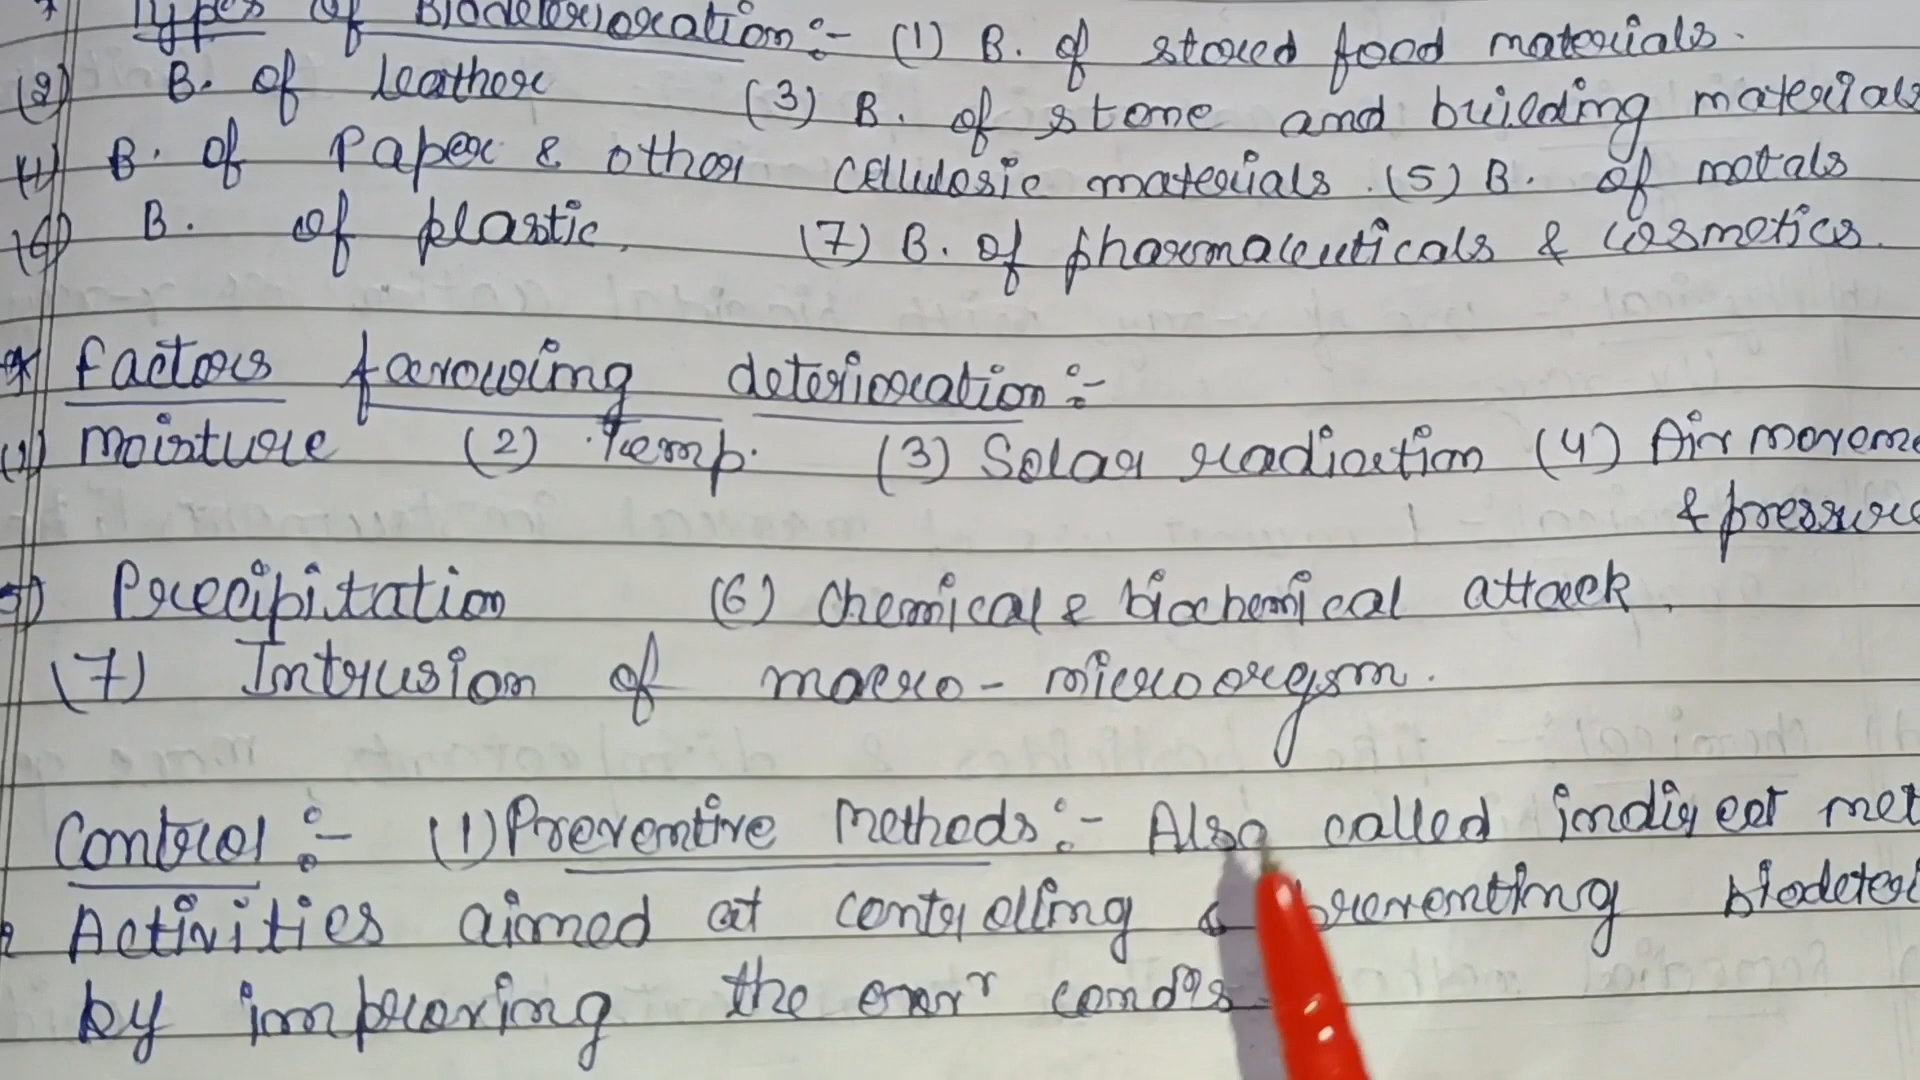 Types of Biodeterioration :- (1) B. of stored food materials.
(2) B. of leather (3) B. of stone and building materials
(4) B. of Paper & other cellulosic materials. (5) B. of metals
(6) B. of plastic. (7) B. of pharmaceuticals & cosmetics.
* Factors favouring deterioration :-
(1) Moisture (2) Temp. (3) Solar radiation (4) Air moveme
& pressure
5) Precipitation (6) Chemical & biochemical attack.
(7) Intrusion of macro - microorgsm.
Control :- (1) Preventive Methods :- Also called indirect met
Activities aimed at controlling & preventing biodeteri
by improving the envr condns